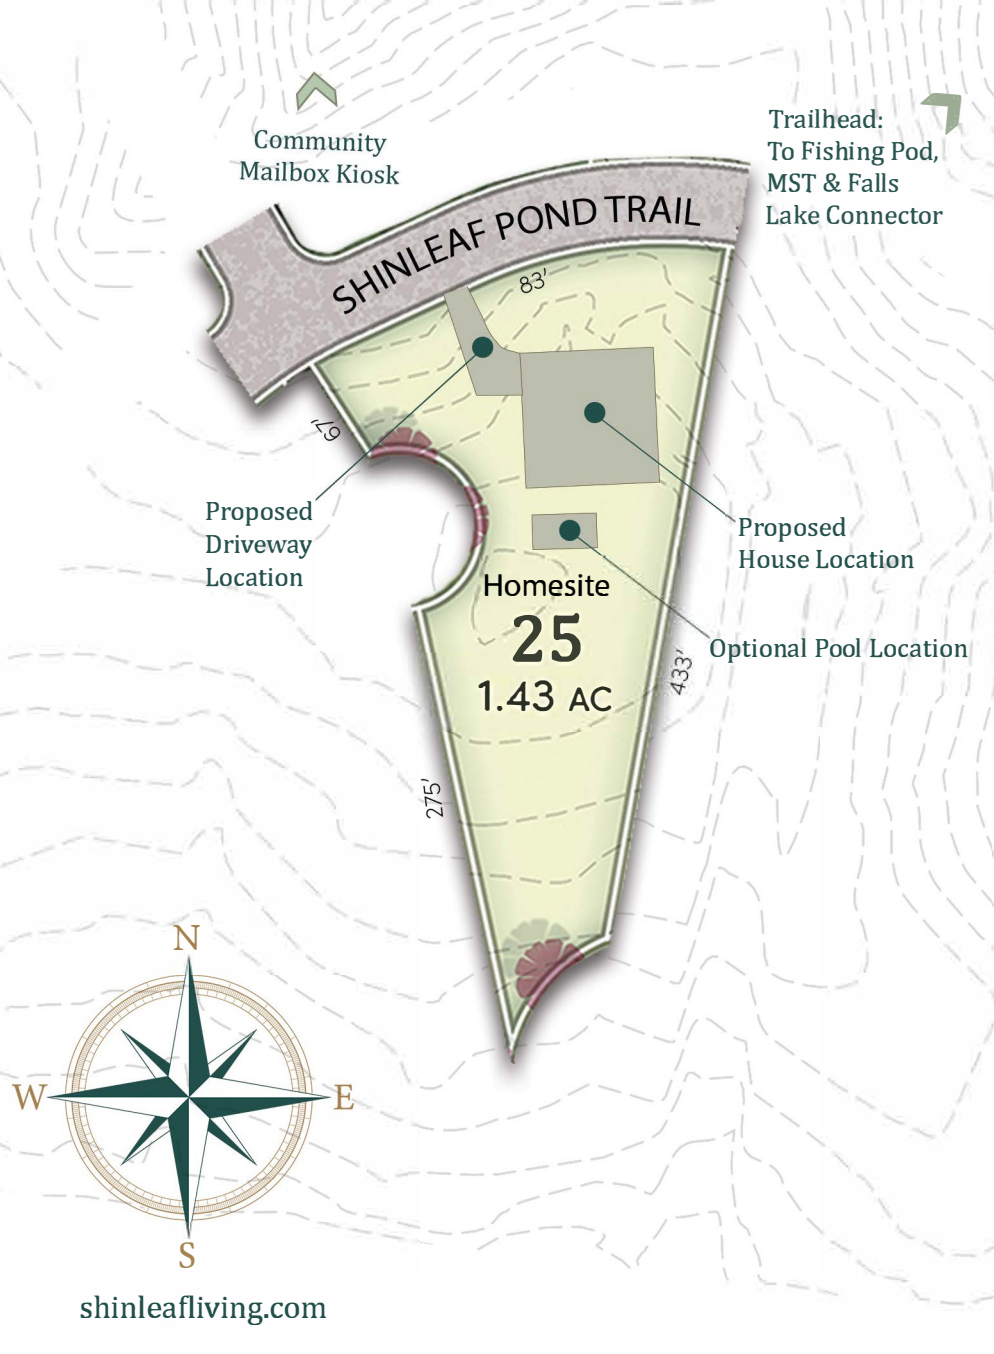 Community
Mailbox Kiosk
Trailhead:
To Fishing Pod,
MST & Falls
Lake Connector
SHINLEAF POND TRAIL
83'
67'
Proposed
Driveway
Location
Proposed
House Location
Homesite
25
1.43 AC
Optional Pool Location
433'
275'
N
W
E
S
shinleafliving.com